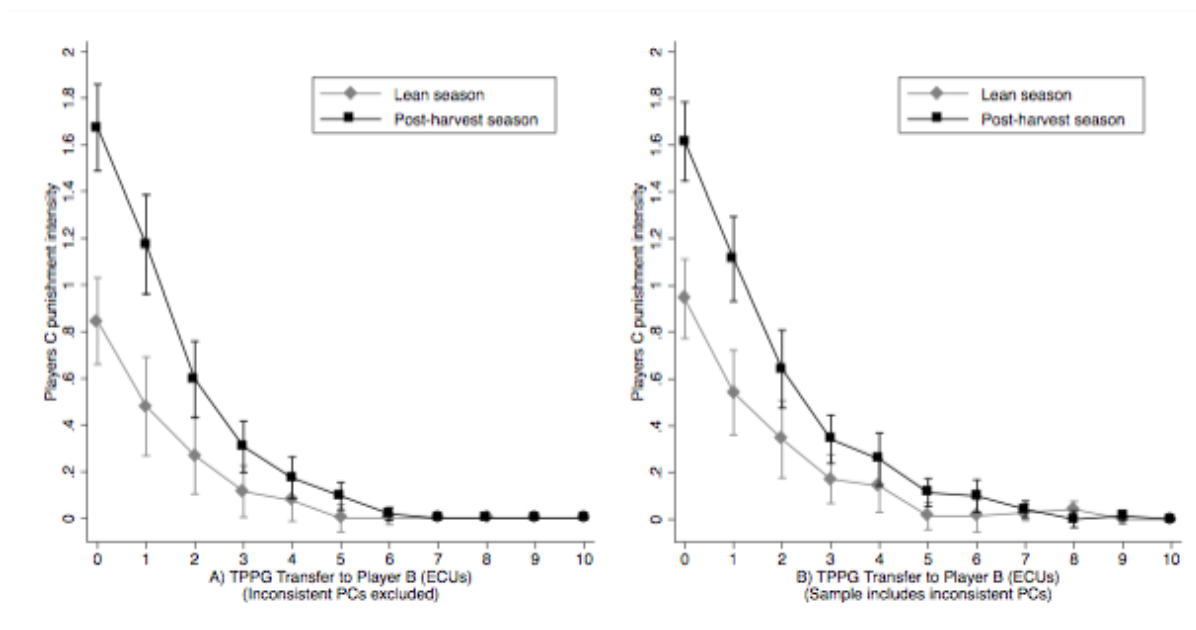 Players C punishment intensity
2
1.8
1.6
1.4
1.2
1
.8
.6
.4
.2
0
Lean season
Post-harvest season
0 1 2 3 4 5 6 7 8 9 10
A) TPPG Transfer to Player B (ECUs)
(Inconsistent PCs excluded)
Players C punishment intensity
2
1.8
1.6
1.4
1.2
1
.8
.6
.4
.2
0
Lean season
Post-harvest season
0 1 2 3 4 5 6 7 8 9 10
B) TPPG Transfer to Player B (ECUs)
(Sample includes inconsistent PCs)